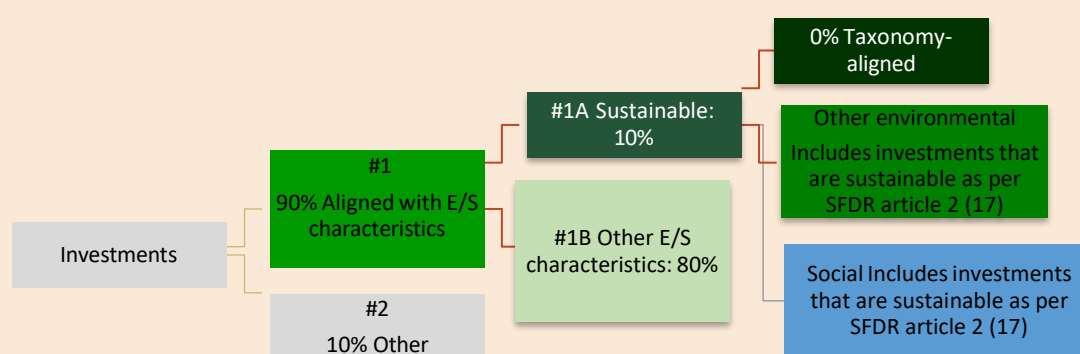 Investments
#1
90% Aligned with E/S
characteristics
#2
10% Other
#1A Sustainable:
10%
#1B Other E/S
characteristics: 80%
0% Taxonomy-
aligned
Other environmental
Includes investments that
are sustainable as per
SFDR article 2 (17)
Social Includes investments
that are sustainable as per
SFDR article 2 (17)